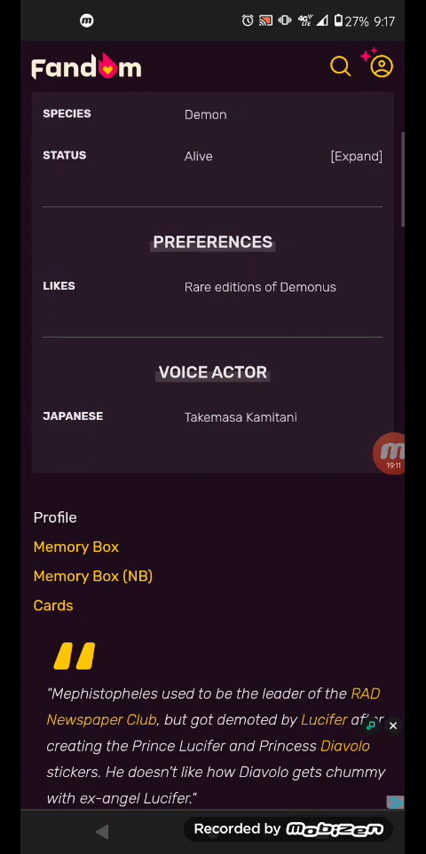 27% 9:17
Fandom
SPECIES Demon
STATUS Alive [Expand]
PREFERENCES
LIKES Rare editions of Demonus
VOICE ACTOR
JAPANESE Takemasa Kamitani
19:11
Profile
Memory Box
Memory Box (NB)
Cards
"Mephistopheles used to be the leader of the RAD
Newspaper Club, but got demoted by Lucifer after
creating the Prince Lucifer and Princess Diavolo
stickers. He doesn't like how Diavolo gets chummy
with ex-angel Lucifer."
Recorded by mobizen